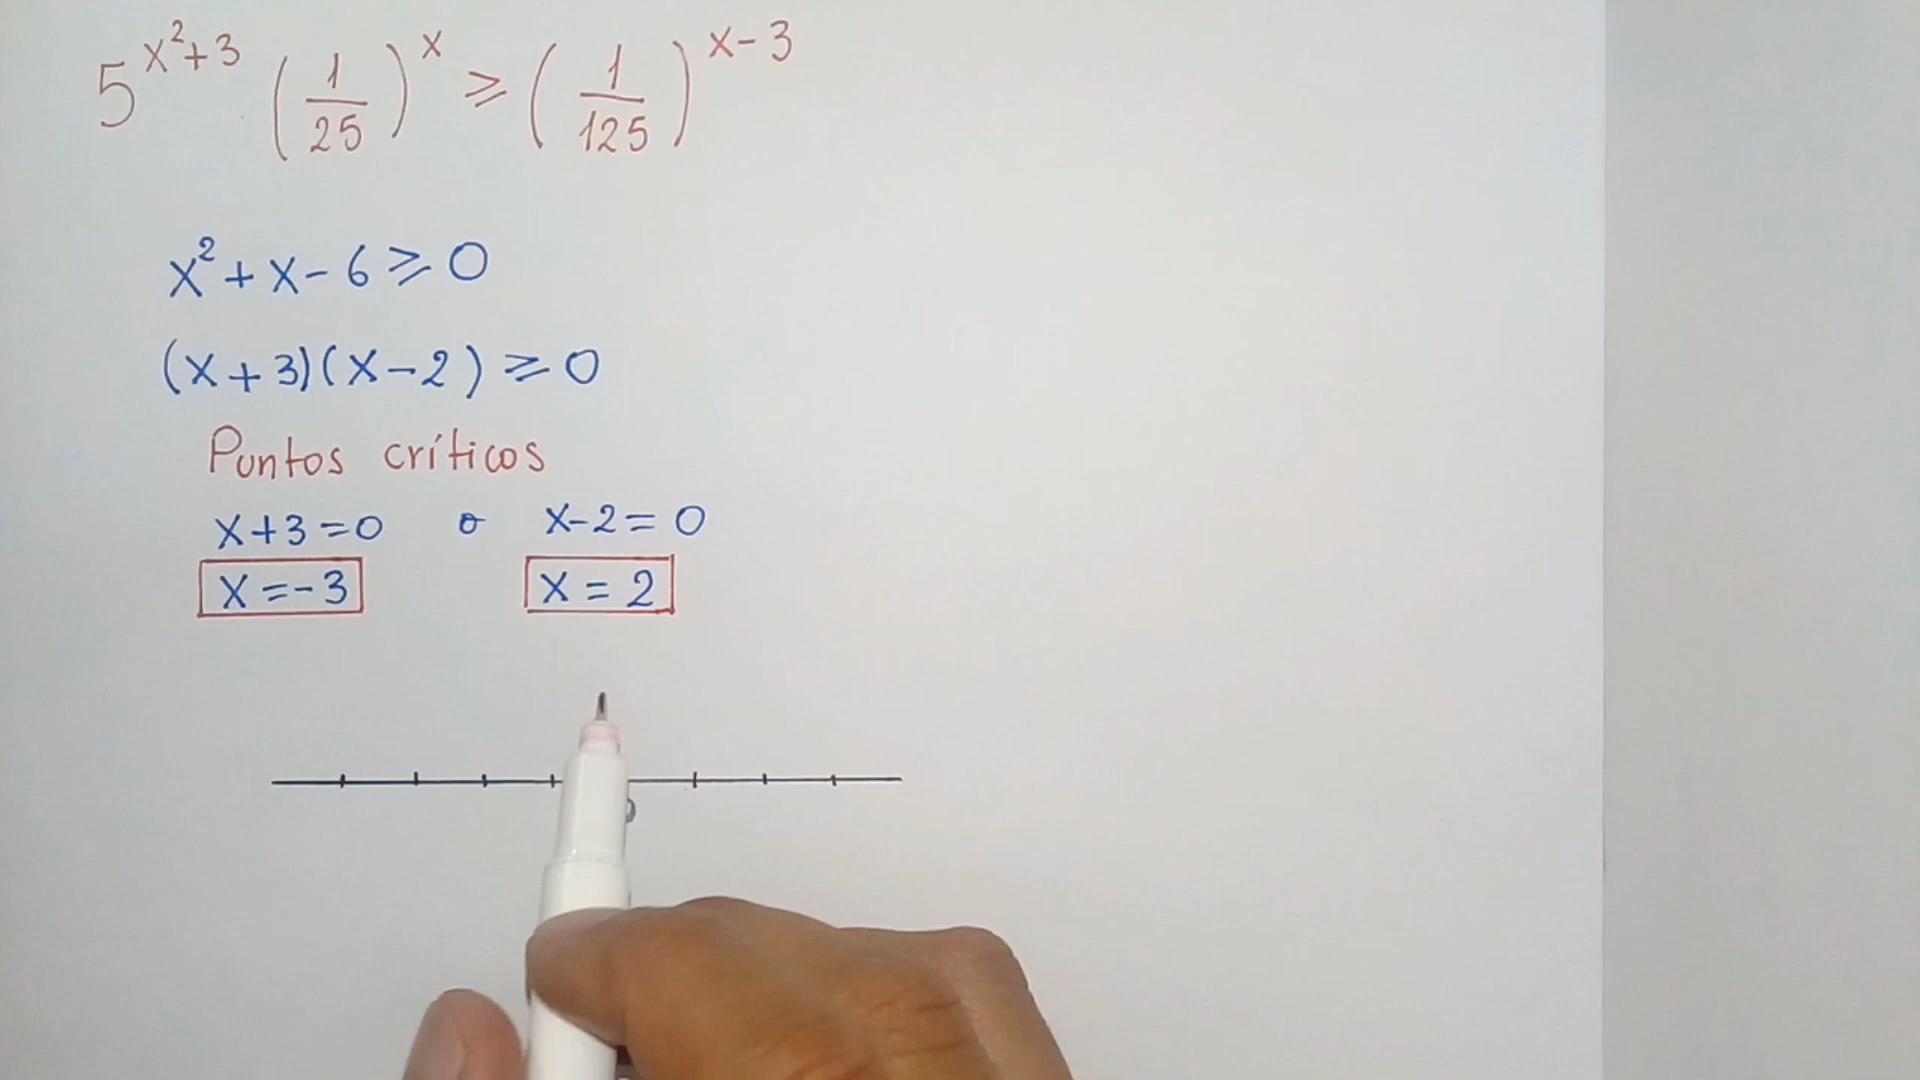 5^(x²+3) (1/25)^x ≥ (1/125)^(x-3)
x² + x - 6 ≥ 0
(x + 3)(x - 2) ≥ 0
Puntos críticos
x+3=0 o x-2=0
x=-3 x=2
0